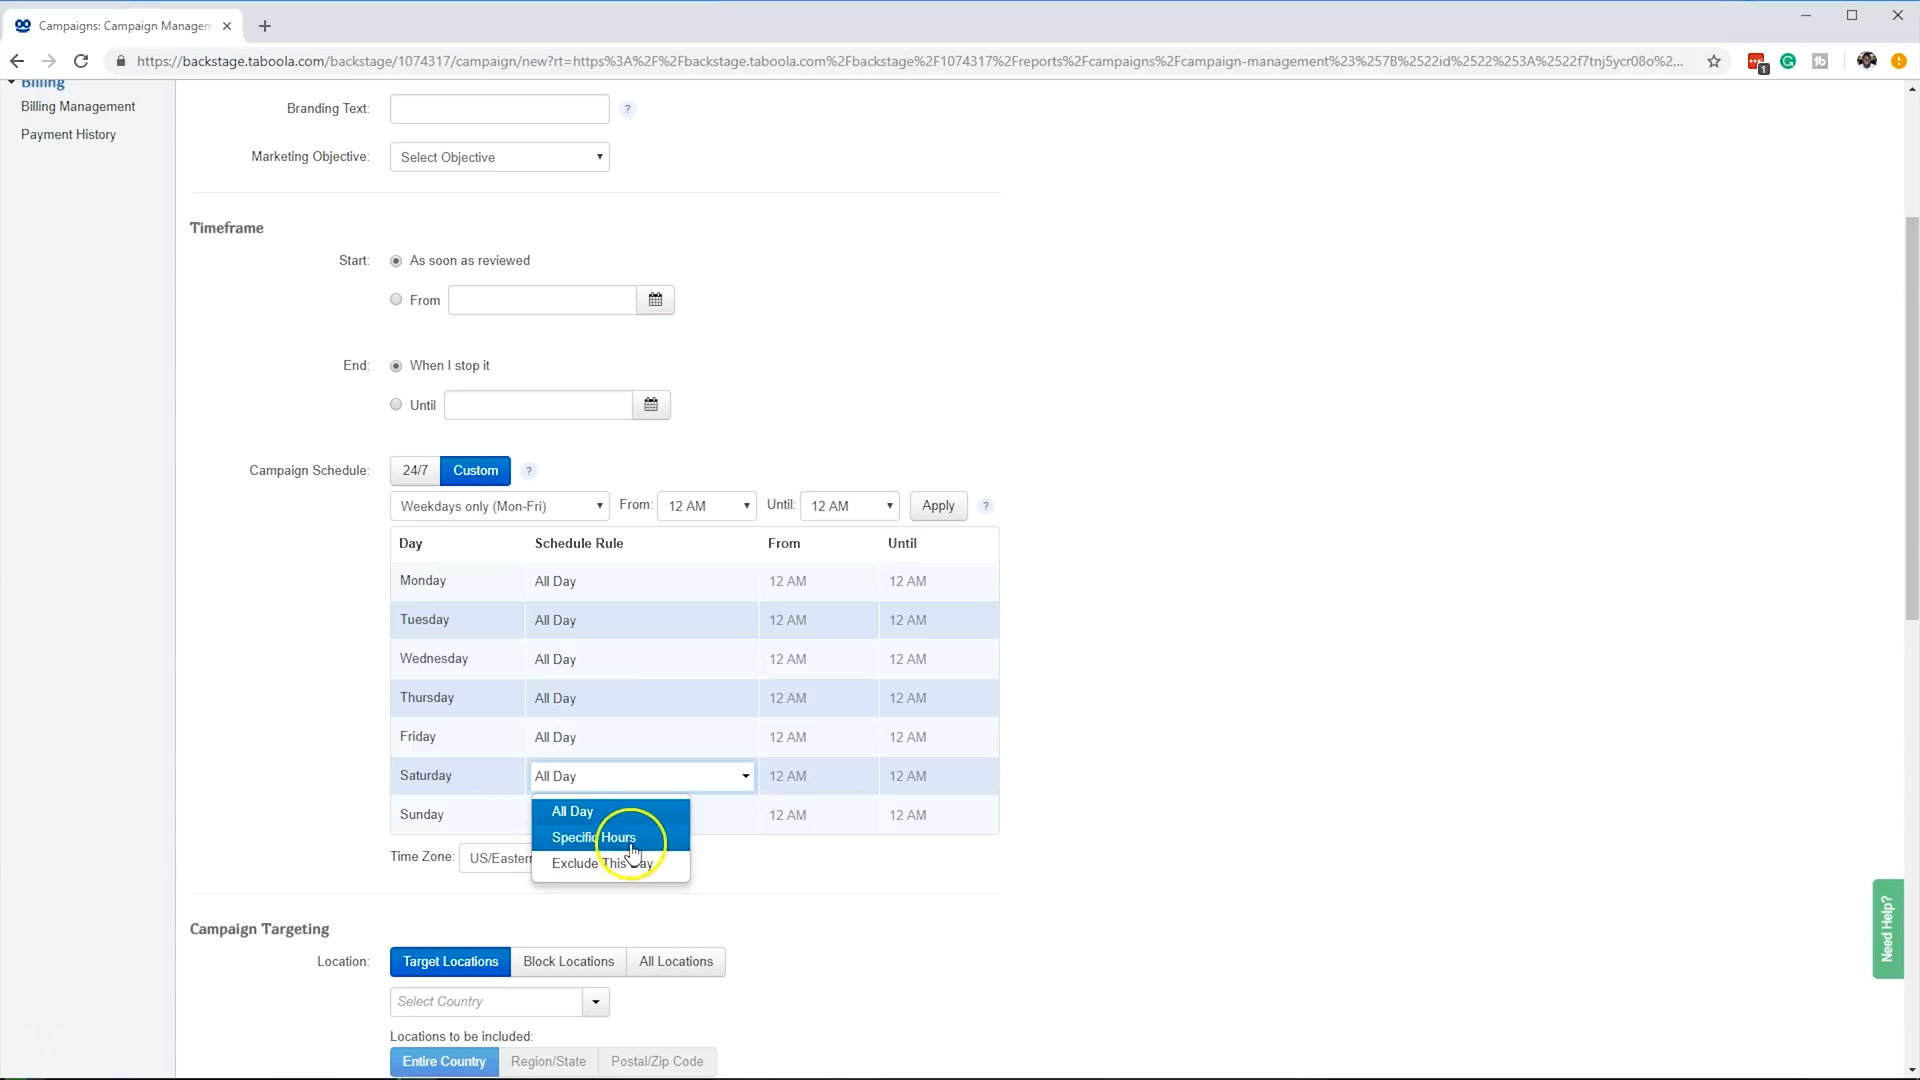 Campaigns: Campaign Managem
https://backstage.taboola.com/backstage/1074317/campaign/new?rt=https%3A%2F%2Fbackstage.taboola.com%2Fbackstage%2F1074317%2Freports%2Fcampaigns%2Fcampaign-management%23%257B%2522id%2522%253A%2522f7tnj5ycr08o%2...
1
Billing
Billing Management
Payment History
Branding Text:
?
Marketing Objective: Select Objective
Timeframe
Start: As soon as reviewed
From
End: When I stop it
Until
Campaign Schedule: 24/7 Custom ?
Weekdays only (Mon-Fri) From: 12 AM Until: 12 AM Apply ?
Day Schedule Rule From Until
Monday All Day 12 AM 12 AM
Tuesday All Day 12 AM 12 AM
Wednesday All Day 12 AM 12 AM
Thursday All Day 12 AM 12 AM
Friday All Day 12 AM 12 AM
Saturday All Day 12 AM 12 AM
Sunday 12 AM 12 AM
All Day
Specific Hours
Exclude This Day
Time Zone: US/Eastern
Campaign Targeting
Location: Target Locations Block Locations All Locations
Select Country
Locations to be included:
Entire Country Region/State Postal/Zip Code
Need Help?